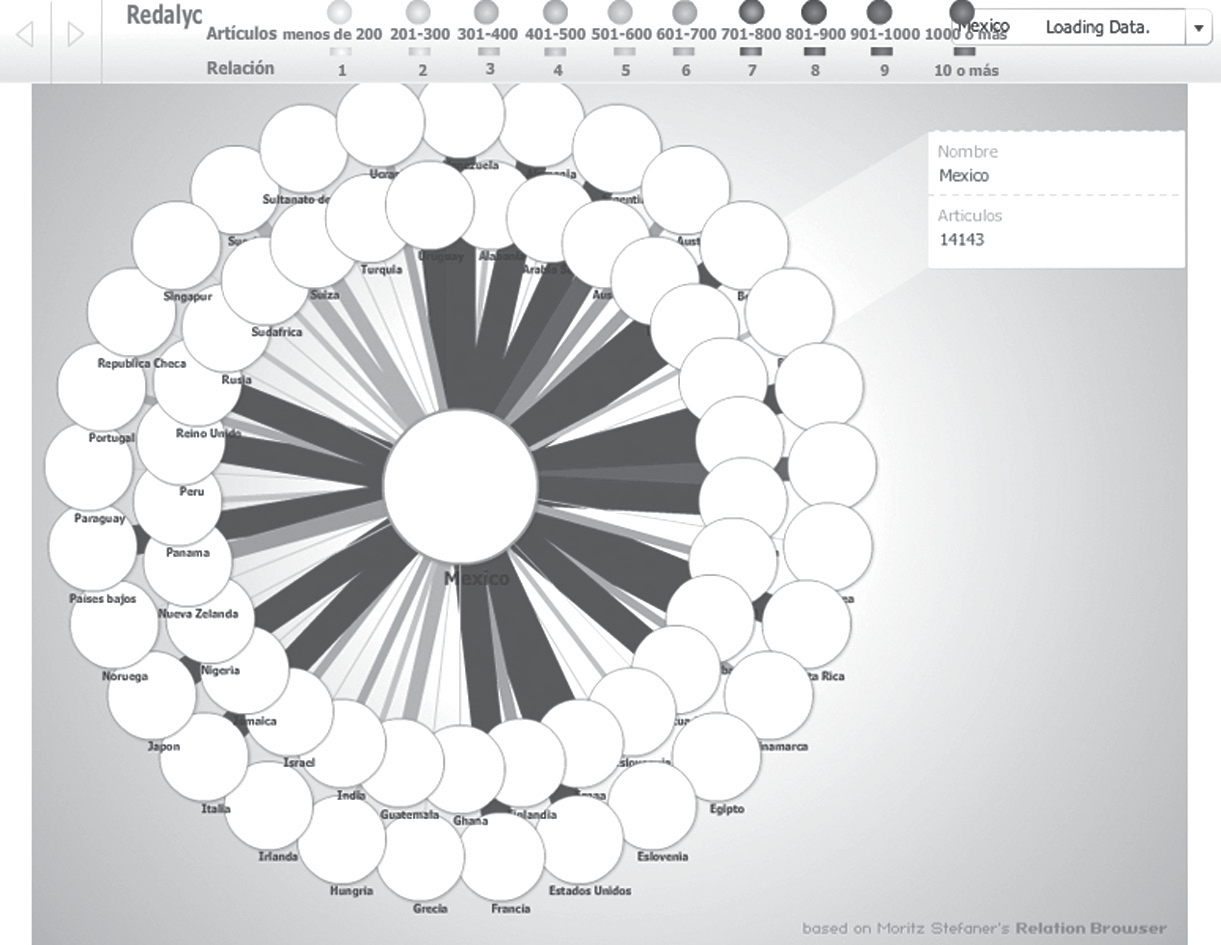 Redalyc
Artículos menos de 200 201-300 301-400 401-500 501-600 601-700 701-800 801-900 901-1000 1000 o más
Mexico Loading Data.
Relación 1 2 3 4 5 6 7 8 9 10 o más
Nombre
Mexico
Articulos
14143
Sultanato de
Turquia
Uruguay
Singapur
Suiza
Sudafrica
Republica Checa
Rusia
Portugal
Reino Unido
Peru
Paraguay
Panama
Mexico
Países bajos
Nueva Zelanda
Noruega
Nigeria
Jamaica
Japon
Israel
India
Italia
Guatemala
Ghana
Egipto
Irlanda
Eslovenia
Hungria
Estados Unidos
Grecia
Francia
based on Moritz Stefaner's Relation Browser